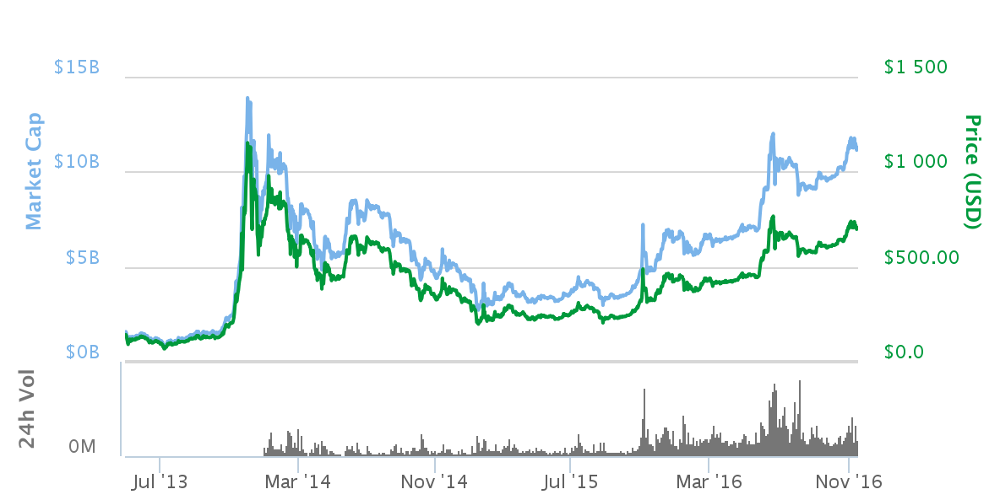 $15B
$1 500
Market Cap
Price (USD)
$10B
$1 000
$5B
$500.00
$0B
$0.0
24h Vol
0M
Jul '13
Mar '14
Nov '14
Jul '15
Mar '16
Nov '16